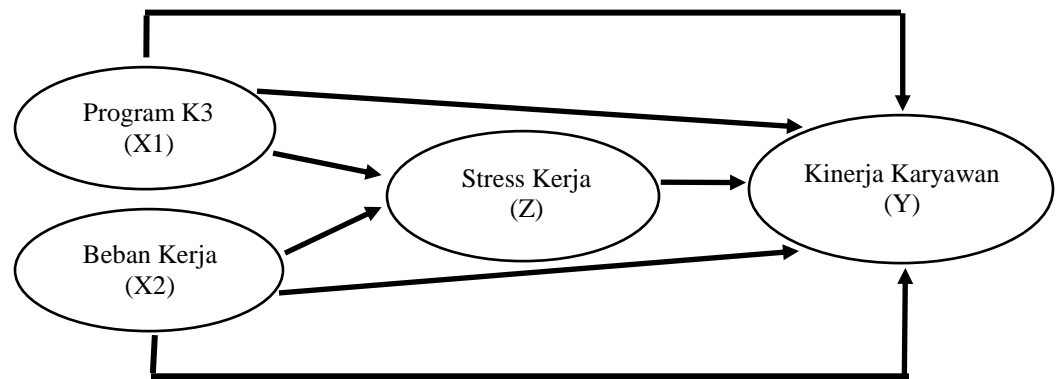 Program K3
(X1)
Stress Kerja
(Z)
Kinerja Karyawan
(Y)
Beban Kerja
(X2)